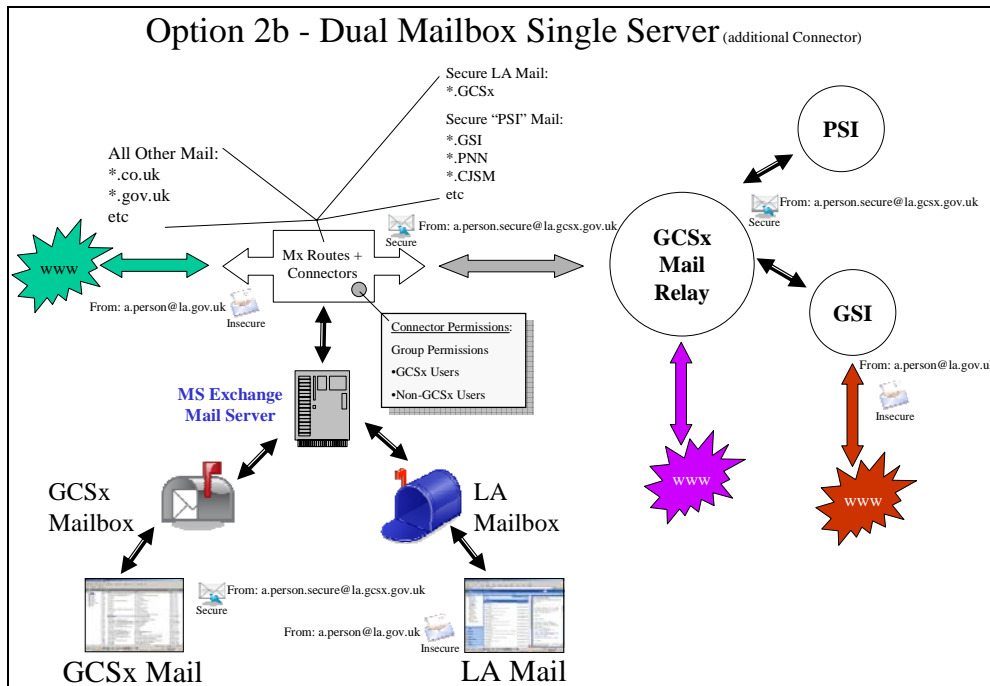 Option 2b - Dual Mailbox Single Server (additional Connector)
Secure LA Mail:
*.GCSx
Secure “PSI” Mail:
*.GSI
*.PNN
*.CJSM
etc
All Other Mail:
*.co.uk
*.gov.uk
etc
PSI
From: a.person.secure@la.gcsx.gov.uk
Secure
From: a.person.secure@la.gcsx.gov.uk
Secure
www
Mx Routes +
Connectors
GCSx
Mail
Relay
From: a.person@la.gov.uk
Insecure
GSI
Connector Permissions:
Group Permissions
•GCSx Users
•Non-GCSx Users
From: a.person@la.gov.uk
Insecure
MS Exchange
Mail Server
GCSx
Mailbox
LA
Mailbox
www
www
From: a.person.secure@la.gcsx.gov.uk
Secure
From: a.person@la.gov.uk
Insecure
GCSx Mail
LA Mail